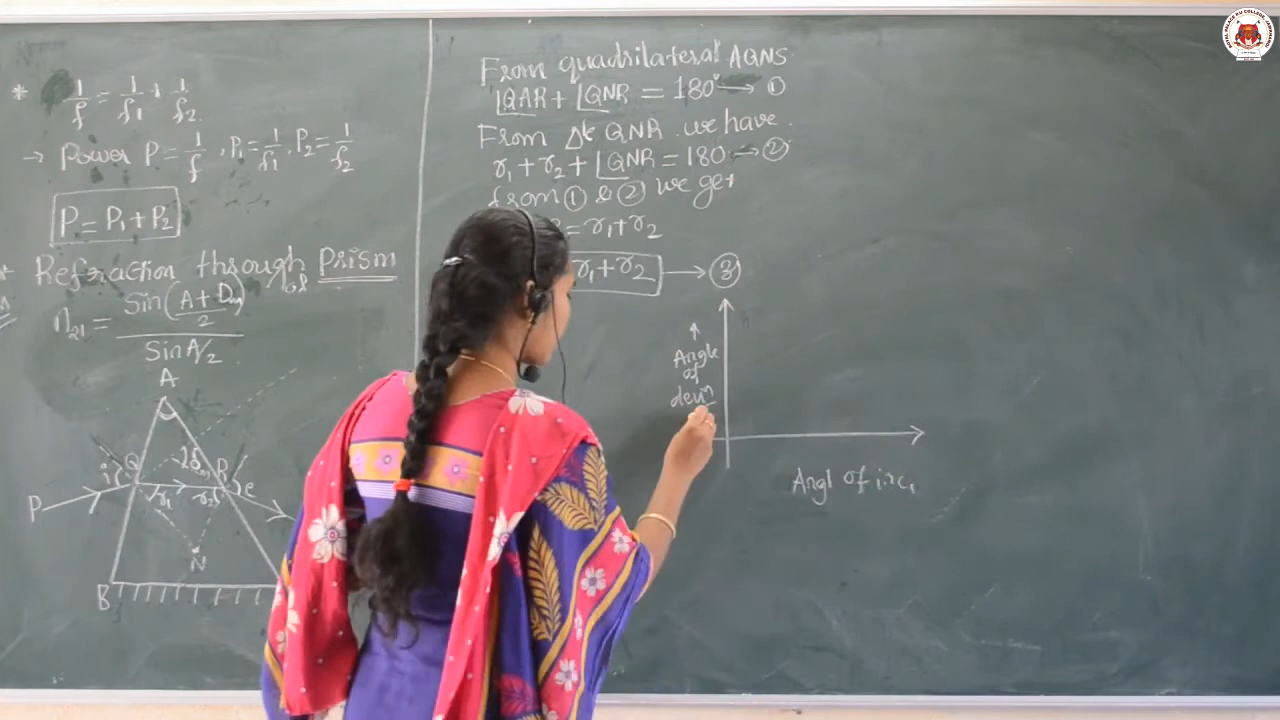 * 1/f = 1/f₁ + 1/f₂
→ Power P = 1/f , P₁ = 1/f₁ , P₂ = 1/f₂
P = P₁ + P₂
* Refraction through Prism
n₂₁ = Sin(A + Dₘ / 2) / Sin A/2
A
i Q R e
P r₁ r₂
N
B
From quadrilateral AQNS
∠QAR + ∠QNR = 180° → ①
From Δle QNR we have.
r₁ + r₂ + ∠QNR = 180 → ②
from ① & ② we get
= r₁ + r₂
r₁ + r₂ → ③
↑
Angle
of
devⁿ
Angl of inc,